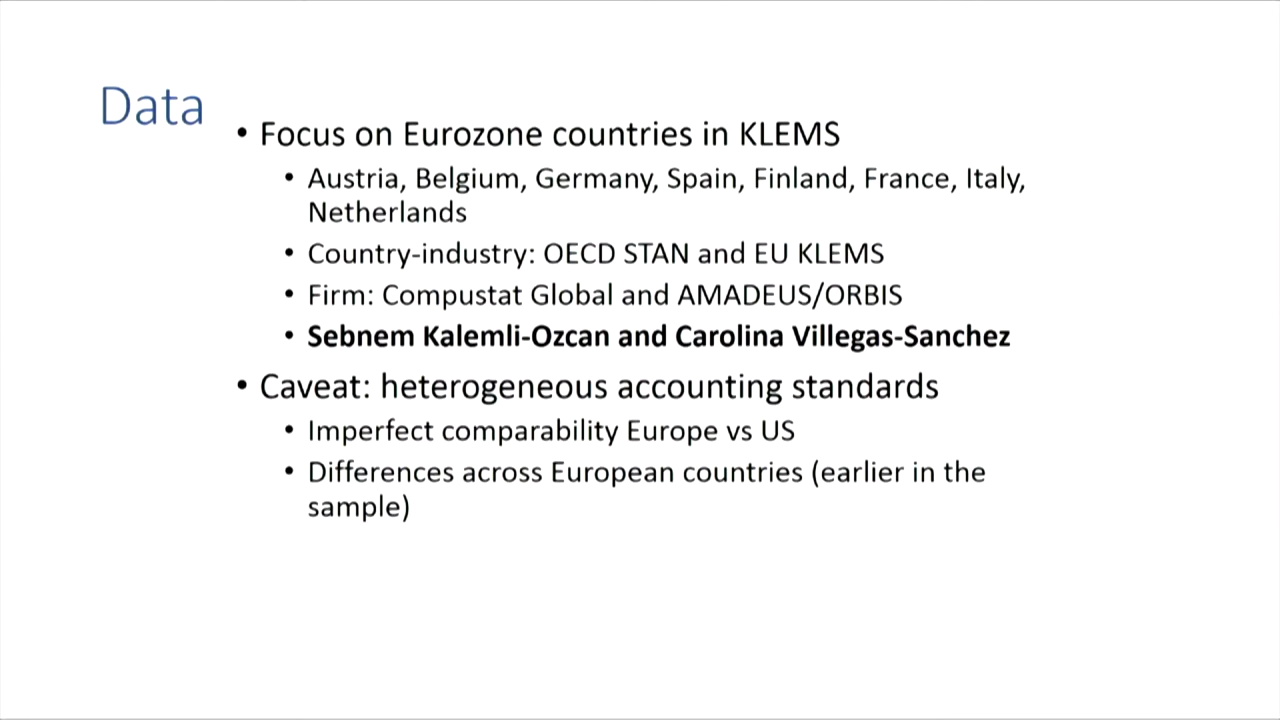 Data
• Focus on Eurozone countries in KLEMS
• Austria, Belgium, Germany, Spain, Finland, France, Italy,
Netherlands
• Country-industry: OECD STAN and EU KLEMS
• Firm: Compustat Global and AMADEUS/ORBIS
• Sebnem Kalemli-Ozcan and Carolina Villegas-Sanchez
• Caveat: heterogeneous accounting standards
• Imperfect comparability Europe vs US
• Differences across European countries (earlier in the
sample)